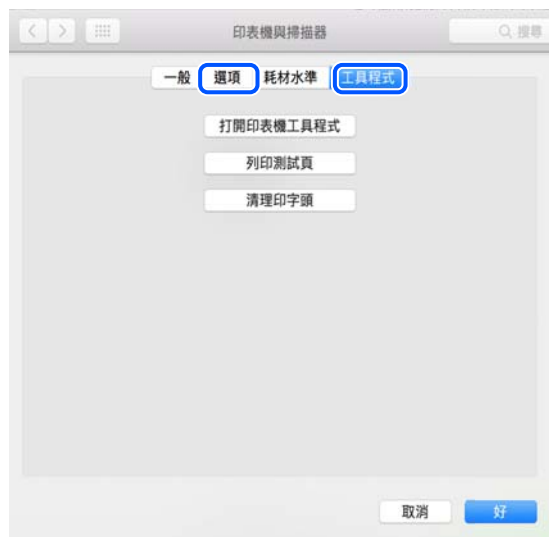 印表機與掃描器 搜尋
一般 選項 耗材水準 工具程式
打開印表機工具程式
列印測試頁
清理印字頭
取消 好